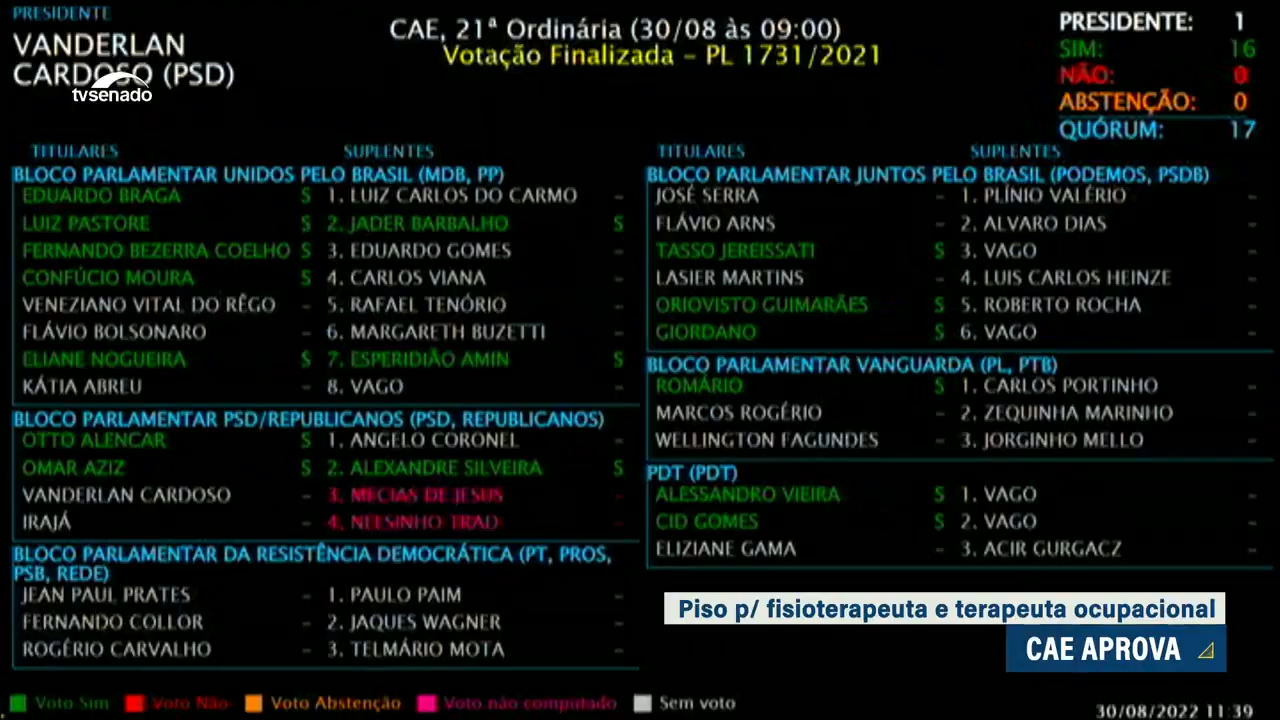 PRESIDENTE
VANDERLAN
CARDOSO (PSD)
tvsenado
CAE, 21ª Ordinária (30/08 às 09:00)
Votação Finalizada - PL 1731/2021
PRESIDENTE: 1
SIM: 16
NÃO: 0
ABSTENÇÃO: 0
QUÓRUM: 17
TITULARES SUPLENTES
BLOCO PARLAMENTAR UNIDOS PELO BRASIL (MDB, PP)
EDUARDO BRAGA S 1. LUIZ CARLOS DO CARMO -
LUIZ PASTORE S 2. JADER BARBALHO S
FERNANDO BEZERRA COELHO S 3. EDUARDO GOMES -
CONFÚCIO MOURA S 4. CARLOS VIANA -
VENEZIANO VITAL DO RÊGO - 5. RAFAEL TENÓRIO -
FLÁVIO BOLSONARO - 6. MARGARETH BUZETTI -
ELIANE NOGUEIRA S 7. ESPERIDIÃO AMIN S
KÁTIA ABREU - 8. VAGO -
BLOCO PARLAMENTAR PSD/REPUBLICANOS (PSD, REPUBLICANOS)
OTTO ALENCAR S 1. ANGELO CORONEL -
OMAR AZIZ S 2. ALEXANDRE SILVEIRA S
VANDERLAN CARDOSO - 3. MECIAS DE JESUS -
IRAJÁ - 4. NELSINHO TRAD -
BLOCO PARLAMENTAR DA RESISTÊNCIA DEMOCRÁTICA (PT, PROS,
PSB, REDE)
JEAN PAUL PRATES - 1. PAULO PAIM -
FERNANDO COLLOR - 2. JAQUES WAGNER -
ROGÉRIO CARVALHO - 3. TELMÁRIO MOTA -
TITULARES SUPLENTES
BLOCO PARLAMENTAR JUNTOS PELO BRASIL (PODEMOS, PSDB)
JOSÉ SERRA - 1. PLÍNIO VALÉRIO -
FLÁVIO ARNS - 2. ALVARO DIAS -
TASSO JEREISSATI S 3. VAGO -
LASIER MARTINS - 4. LUIS CARLOS HEINZE -
ORIOVISTO GUIMARÃES S 5. ROBERTO ROCHA -
GIORDANO S 6. VAGO -
BLOCO PARLAMENTAR VANGUARDA (PL, PTB)
ROMÁRIO S 1. CARLOS PORTINHO -
MARCOS ROGÉRIO - 2. ZEQUINHA MARINHO -
WELLINGTON FAGUNDES - 3. JORGINHO MELLO -
PDT (PDT)
ALESSANDRO VIEIRA S 1. VAGO -
CID GOMES S 2. VAGO -
ELIZIANE GAMA - 3. ACIR GURGACZ -
Piso p/ fisioterapeuta e terapeuta ocupacional
CAE APROVA
Voto Sim Voto Não Voto Abstenção Voto não computado Sem voto
30/08/2022 11:39